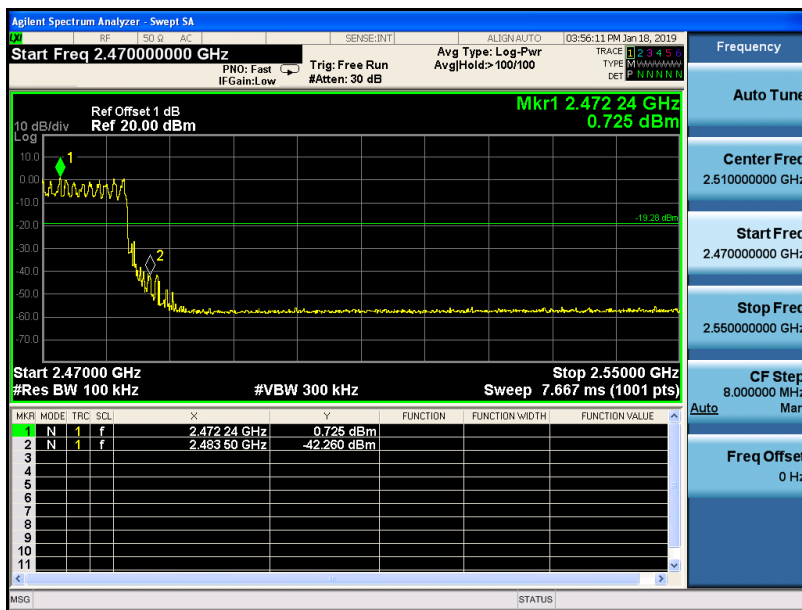 Agilent Spectrum Analyzer - Swept SA
LXI RF 50 Ω AC SENSE:INT ALIGN AUTO 03:56:11 PM Jan 18, 2019
Start Freq 2.470000000 GHz
PNO: Fast
IFGain:Low
Trig: Free Run
#Atten: 30 dB
Avg Type: Log-Pwr
Avg|Hold:>100/100
TRACE 1 2 3 4 5 6
TYPE M
DET P N N N N N
Ref Offset 1 dB
10 dB/div Ref 20.00 dBm
Log
Mkr1 2.472 24 GHz
0.725 dBm
10.0
0.00
-10.0
-20.0
-30.0
-40.0
-50.0
-60.0
-70.0
1
2
-19.28 dBm
Start 2.47000 GHz Stop 2.55000 GHz
#Res BW 100 kHz #VBW 300 kHz Sweep 7.667 ms (1001 pts)
MKR MODE TRC SCL X Y FUNCTION FUNCTION WIDTH FUNCTION VALUE
1 N 1 f 2.472 24 GHz 0.725 dBm
2 N 1 f 2.483 50 GHz -42.260 dBm
3
4
5
6
7
8
9
10
11
MSG STATUS
Frequency
Auto Tune
Center Freq
2.510000000 GHz
Start Freq
2.470000000 GHz
Stop Freq
2.550000000 GHz
CF Step
8.000000 MHz
Auto Man
Freq Offset
0 Hz